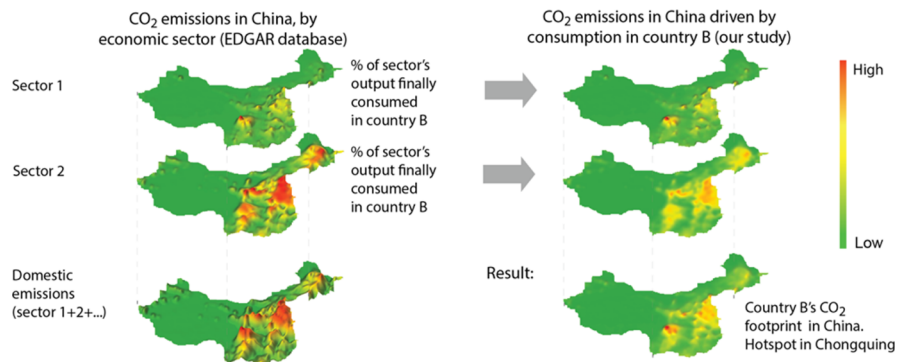 CO2 emissions in China, by
economic sector (EDGAR database)
CO2 emissions in China driven by
consumption in country B (our study)
Sector 1
% of sector's
output finally
consumed
in country B
High
Sector 2
% of sector's
output finally
consumed
in country B
Low
Domestic
emissions
(sector 1+2+...)
Result:
Country B's CO2
footprint in China.
Hotspot in Chongquing